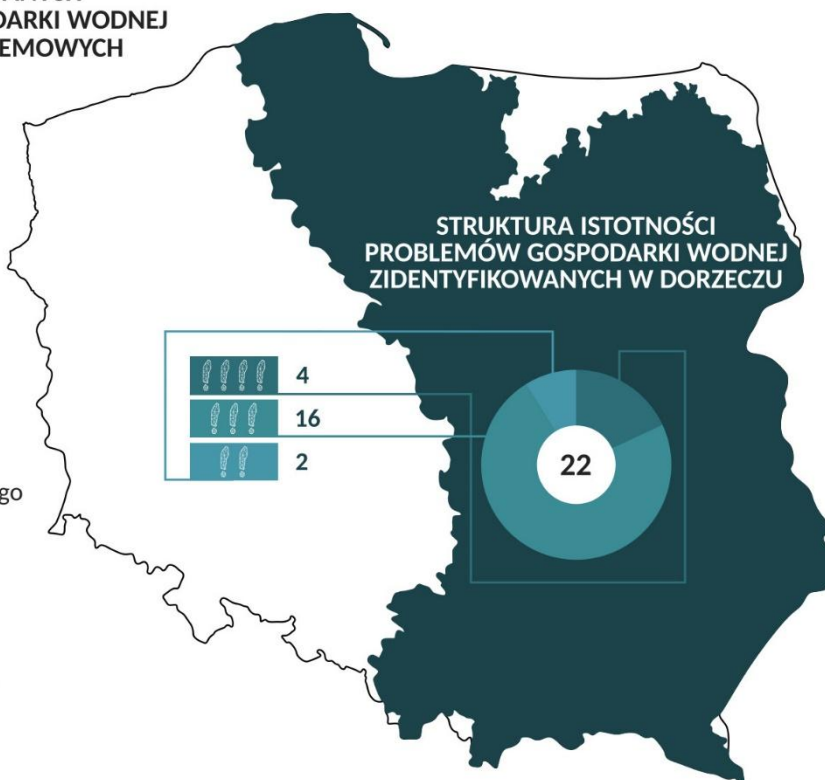 DARKI WODNEJ
EMOWYCH
STRUKTURA ISTOTNOŚCI
PROBLEMÓW GOSPODARKI WODNEJ
ZIDENTYFIKOWANYCH W DORZECZU
4
16
2
22
go